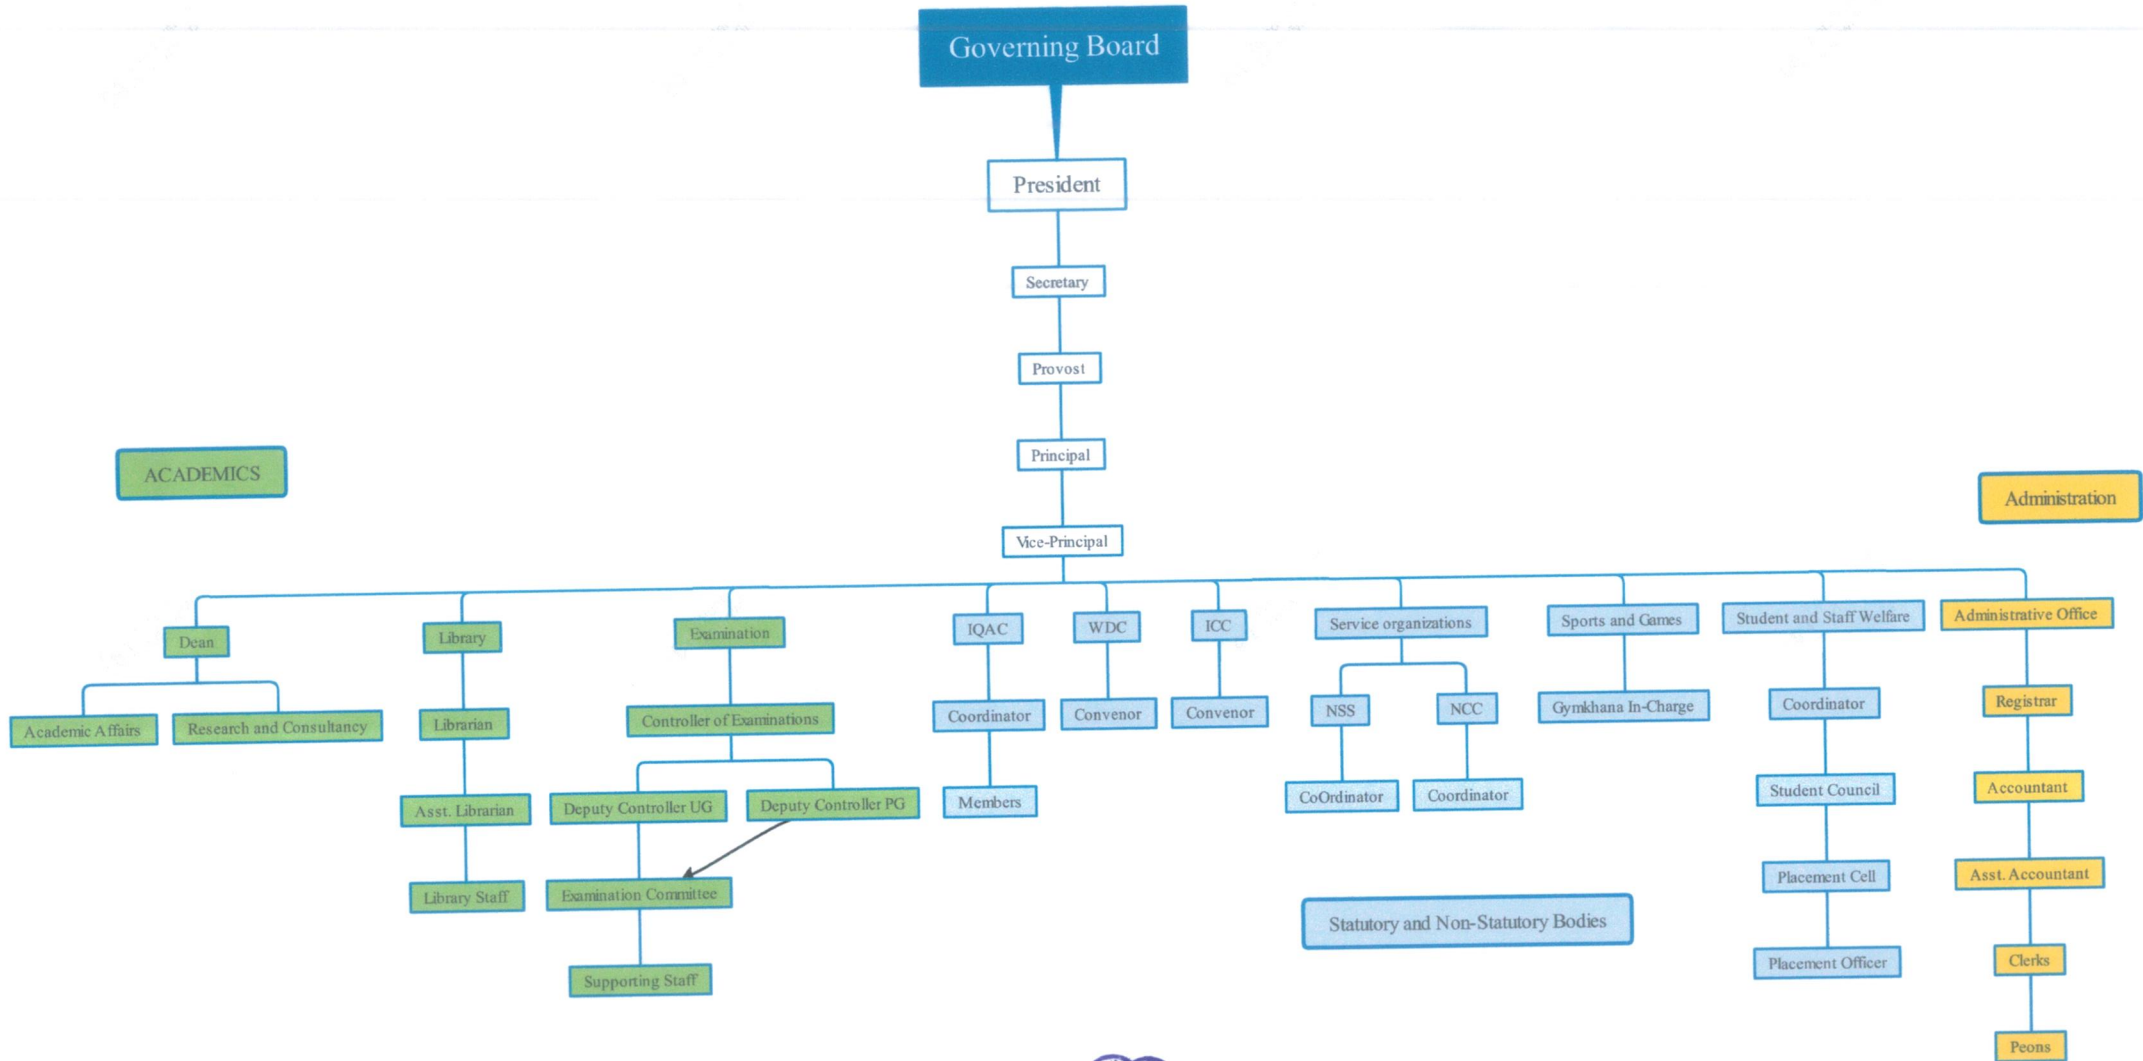 Governing Board
President
Secretary
Provost
Principal
Vice-Principal
ACADEMICS
Administration
Dean
Library
Examination
IQAC
WDC
ICC
Service organizations
Sports and Games
Student and Staff Welfare
Administrative Office
Academic Affairs
Research and Consultancy
Librarian
Controller of Examinations
Coordinator
Convenor
Convenor
NSS
NCC
Gymkhana In-Charge
Coordinator
Registrar
Asst. Librarian
Deputy Controller UG
Deputy Controller PG
Members
CoOrdinator
Coordinator
Student Council
Accountant
Library Staff
Examination Committee
Placement Cell
Asst. Accountant
Statutory and Non-Statutory Bodies
Supporting Staff
Placement Officer
Clerks
Peons